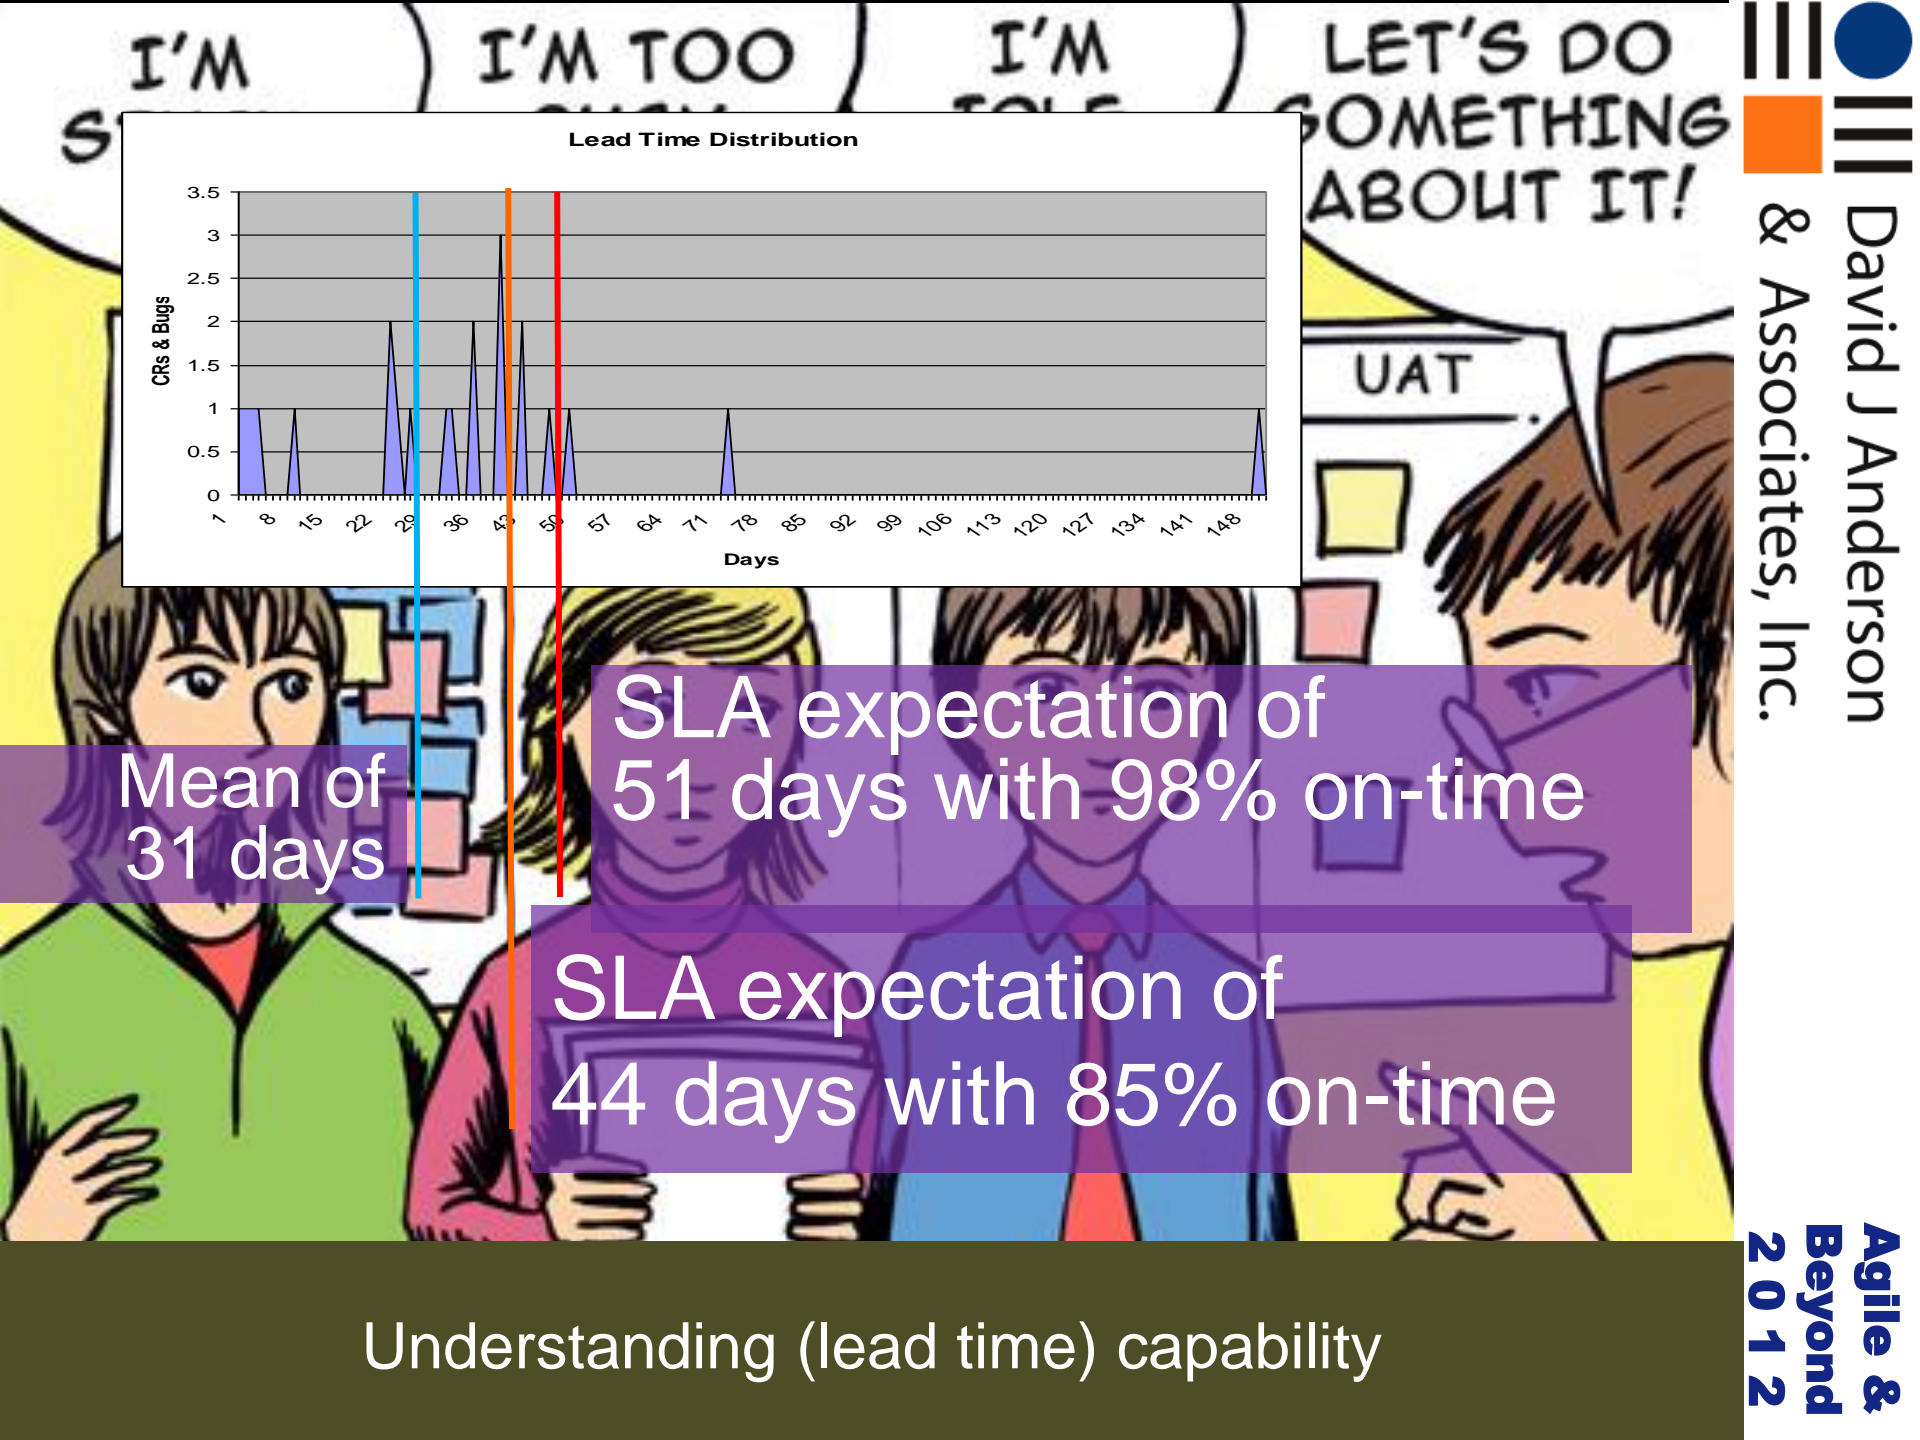 I'M
I'M TOO
I'M
LET'S DO
SOMETHING
ABOUT IT!
UAT
Lead Time Distribution
CRs & Bugs
3.5
3
2.5
2
1.5
1
0.5
0
1 8 15 22 29 36 43 50 57 64 71 78 85 92 99 106 113 120 127 134 141 148
Days
Mean of
31 days
SLA expectation of
51 days with 98% on-time
SLA expectation of
44 days with 85% on-time
Understanding (lead time) capability
David J Anderson
& Associates, Inc.
Agile &
Beyond
2012